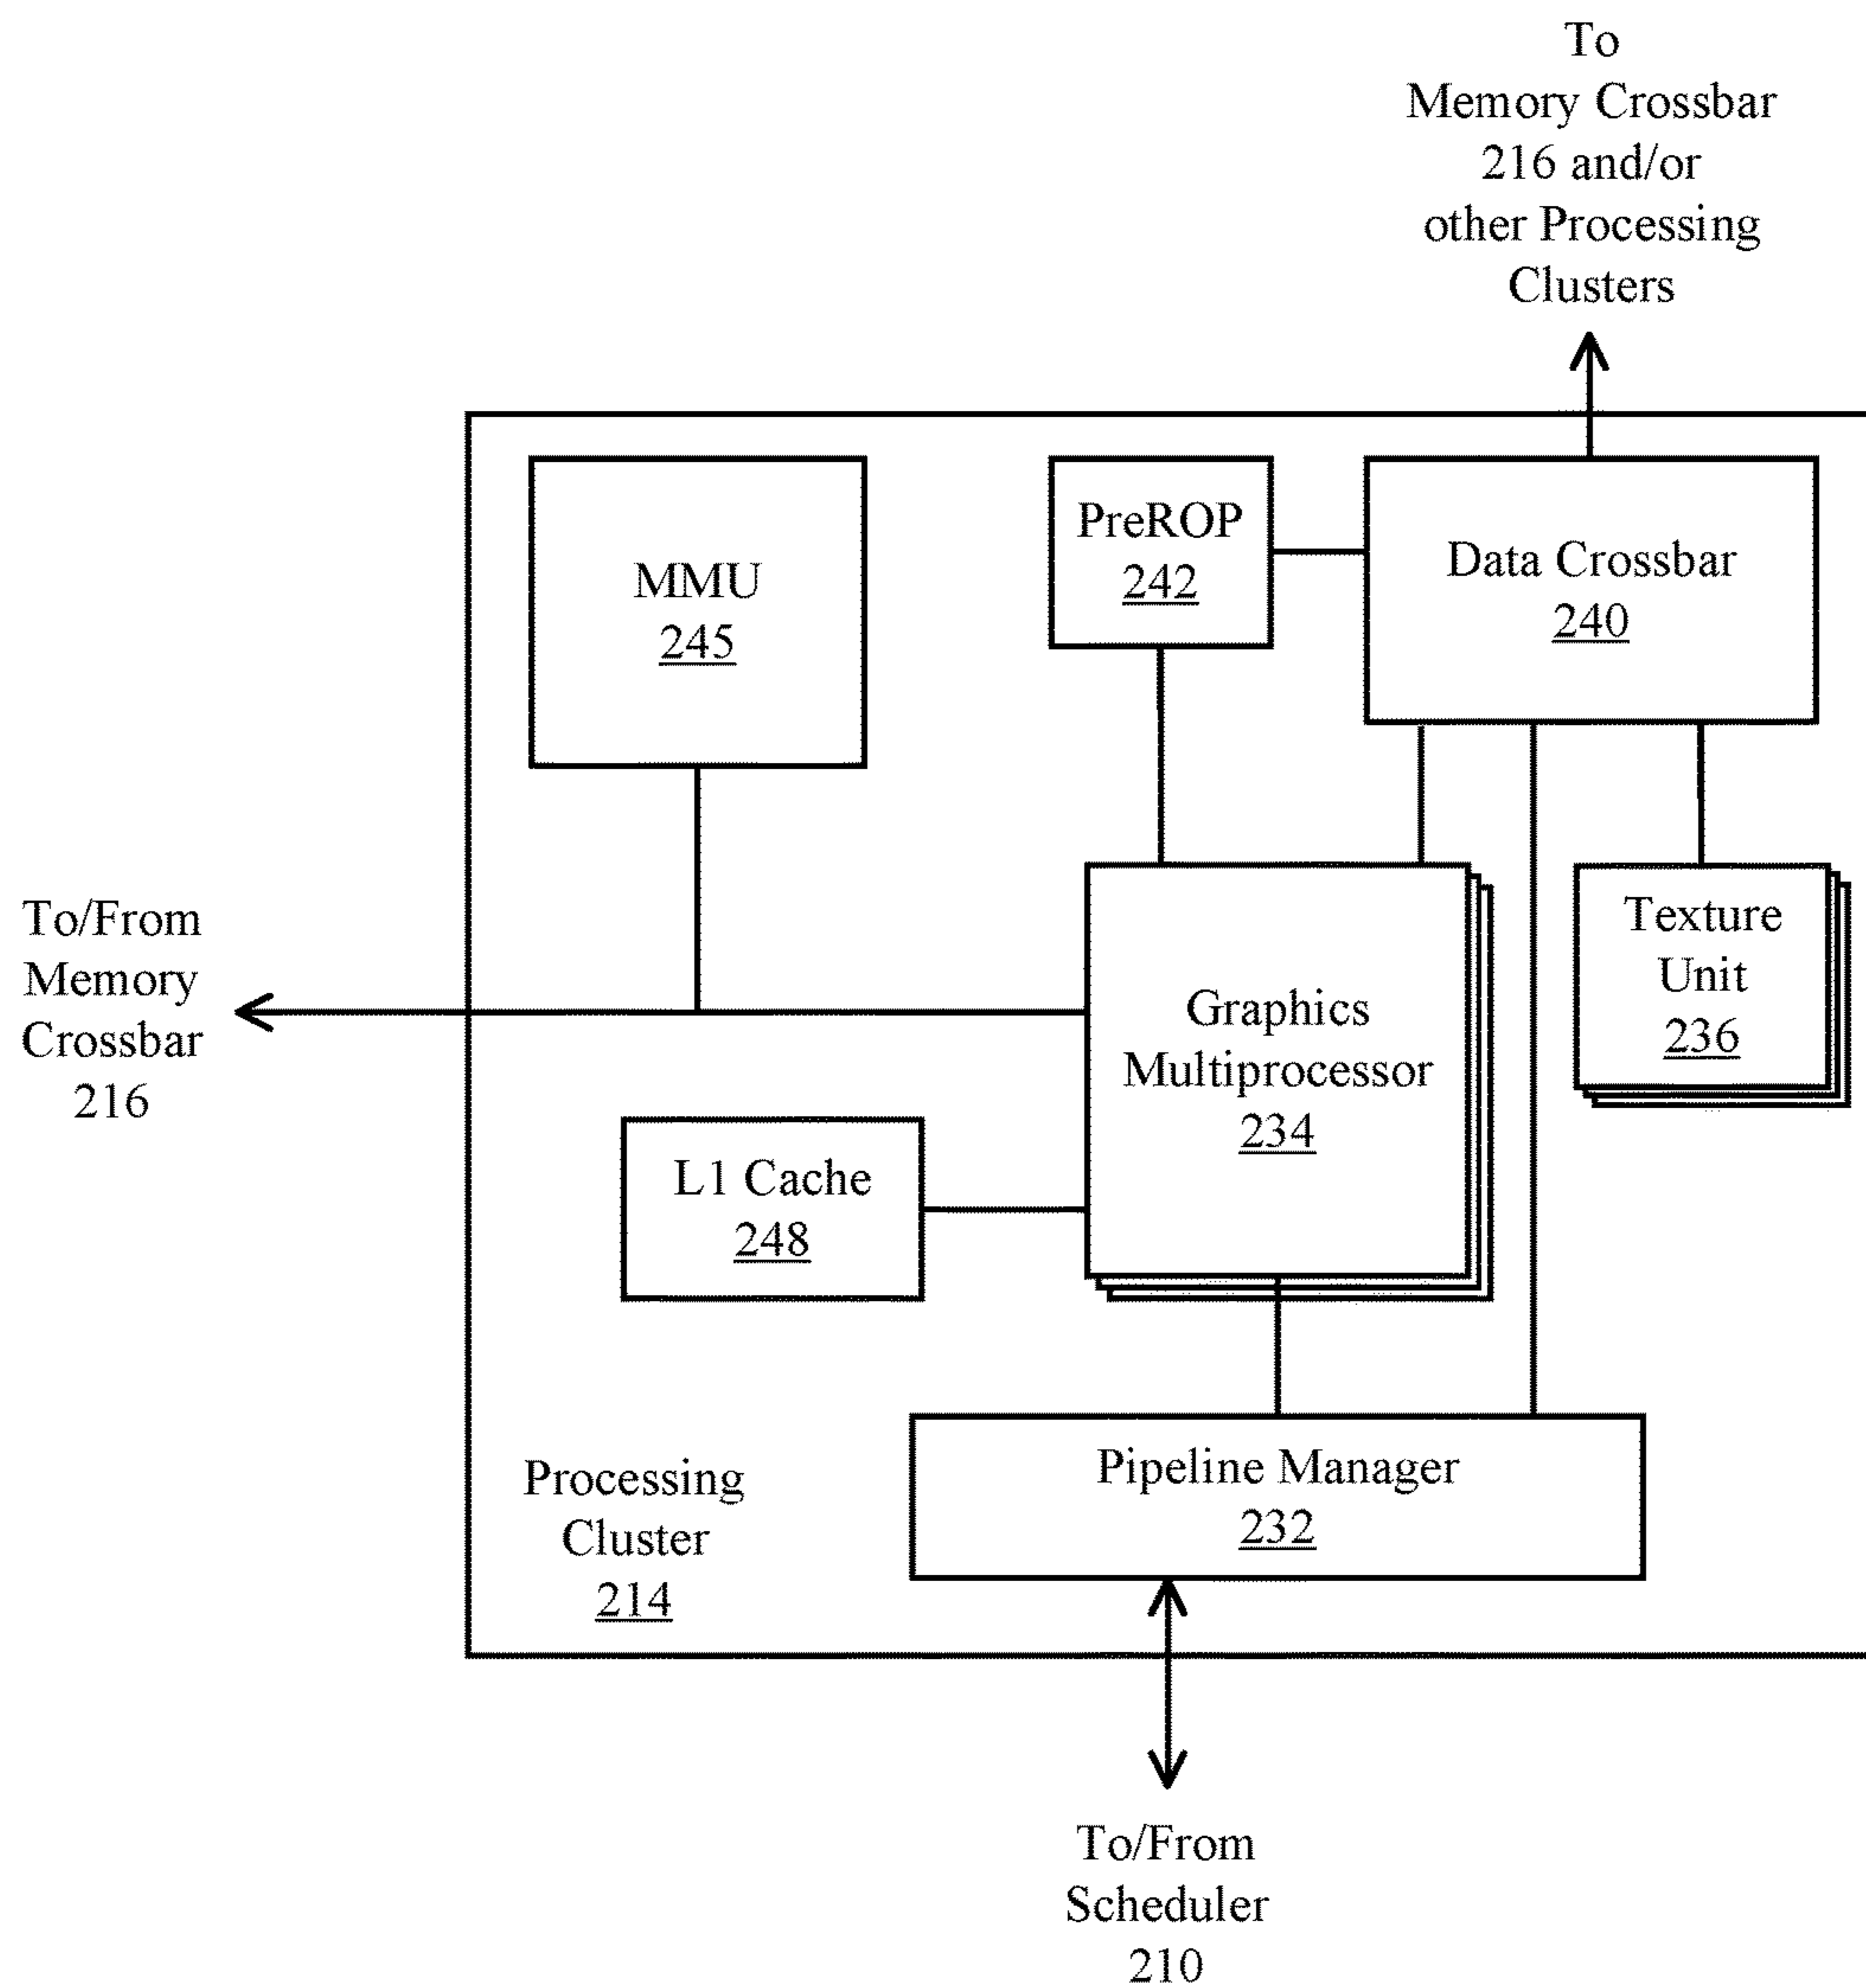 To
Memory Crossbar
216 and/or
other Processing
Clusters
MMU
245
PreROP
242
Data Crossbar
240
To/From
Memory
Crossbar
216
Graphics
Multiprocessor
234
Texture
Unit
236
L1 Cache
248
Processing
Cluster
214
Pipeline Manager
232
To/From
Scheduler
210